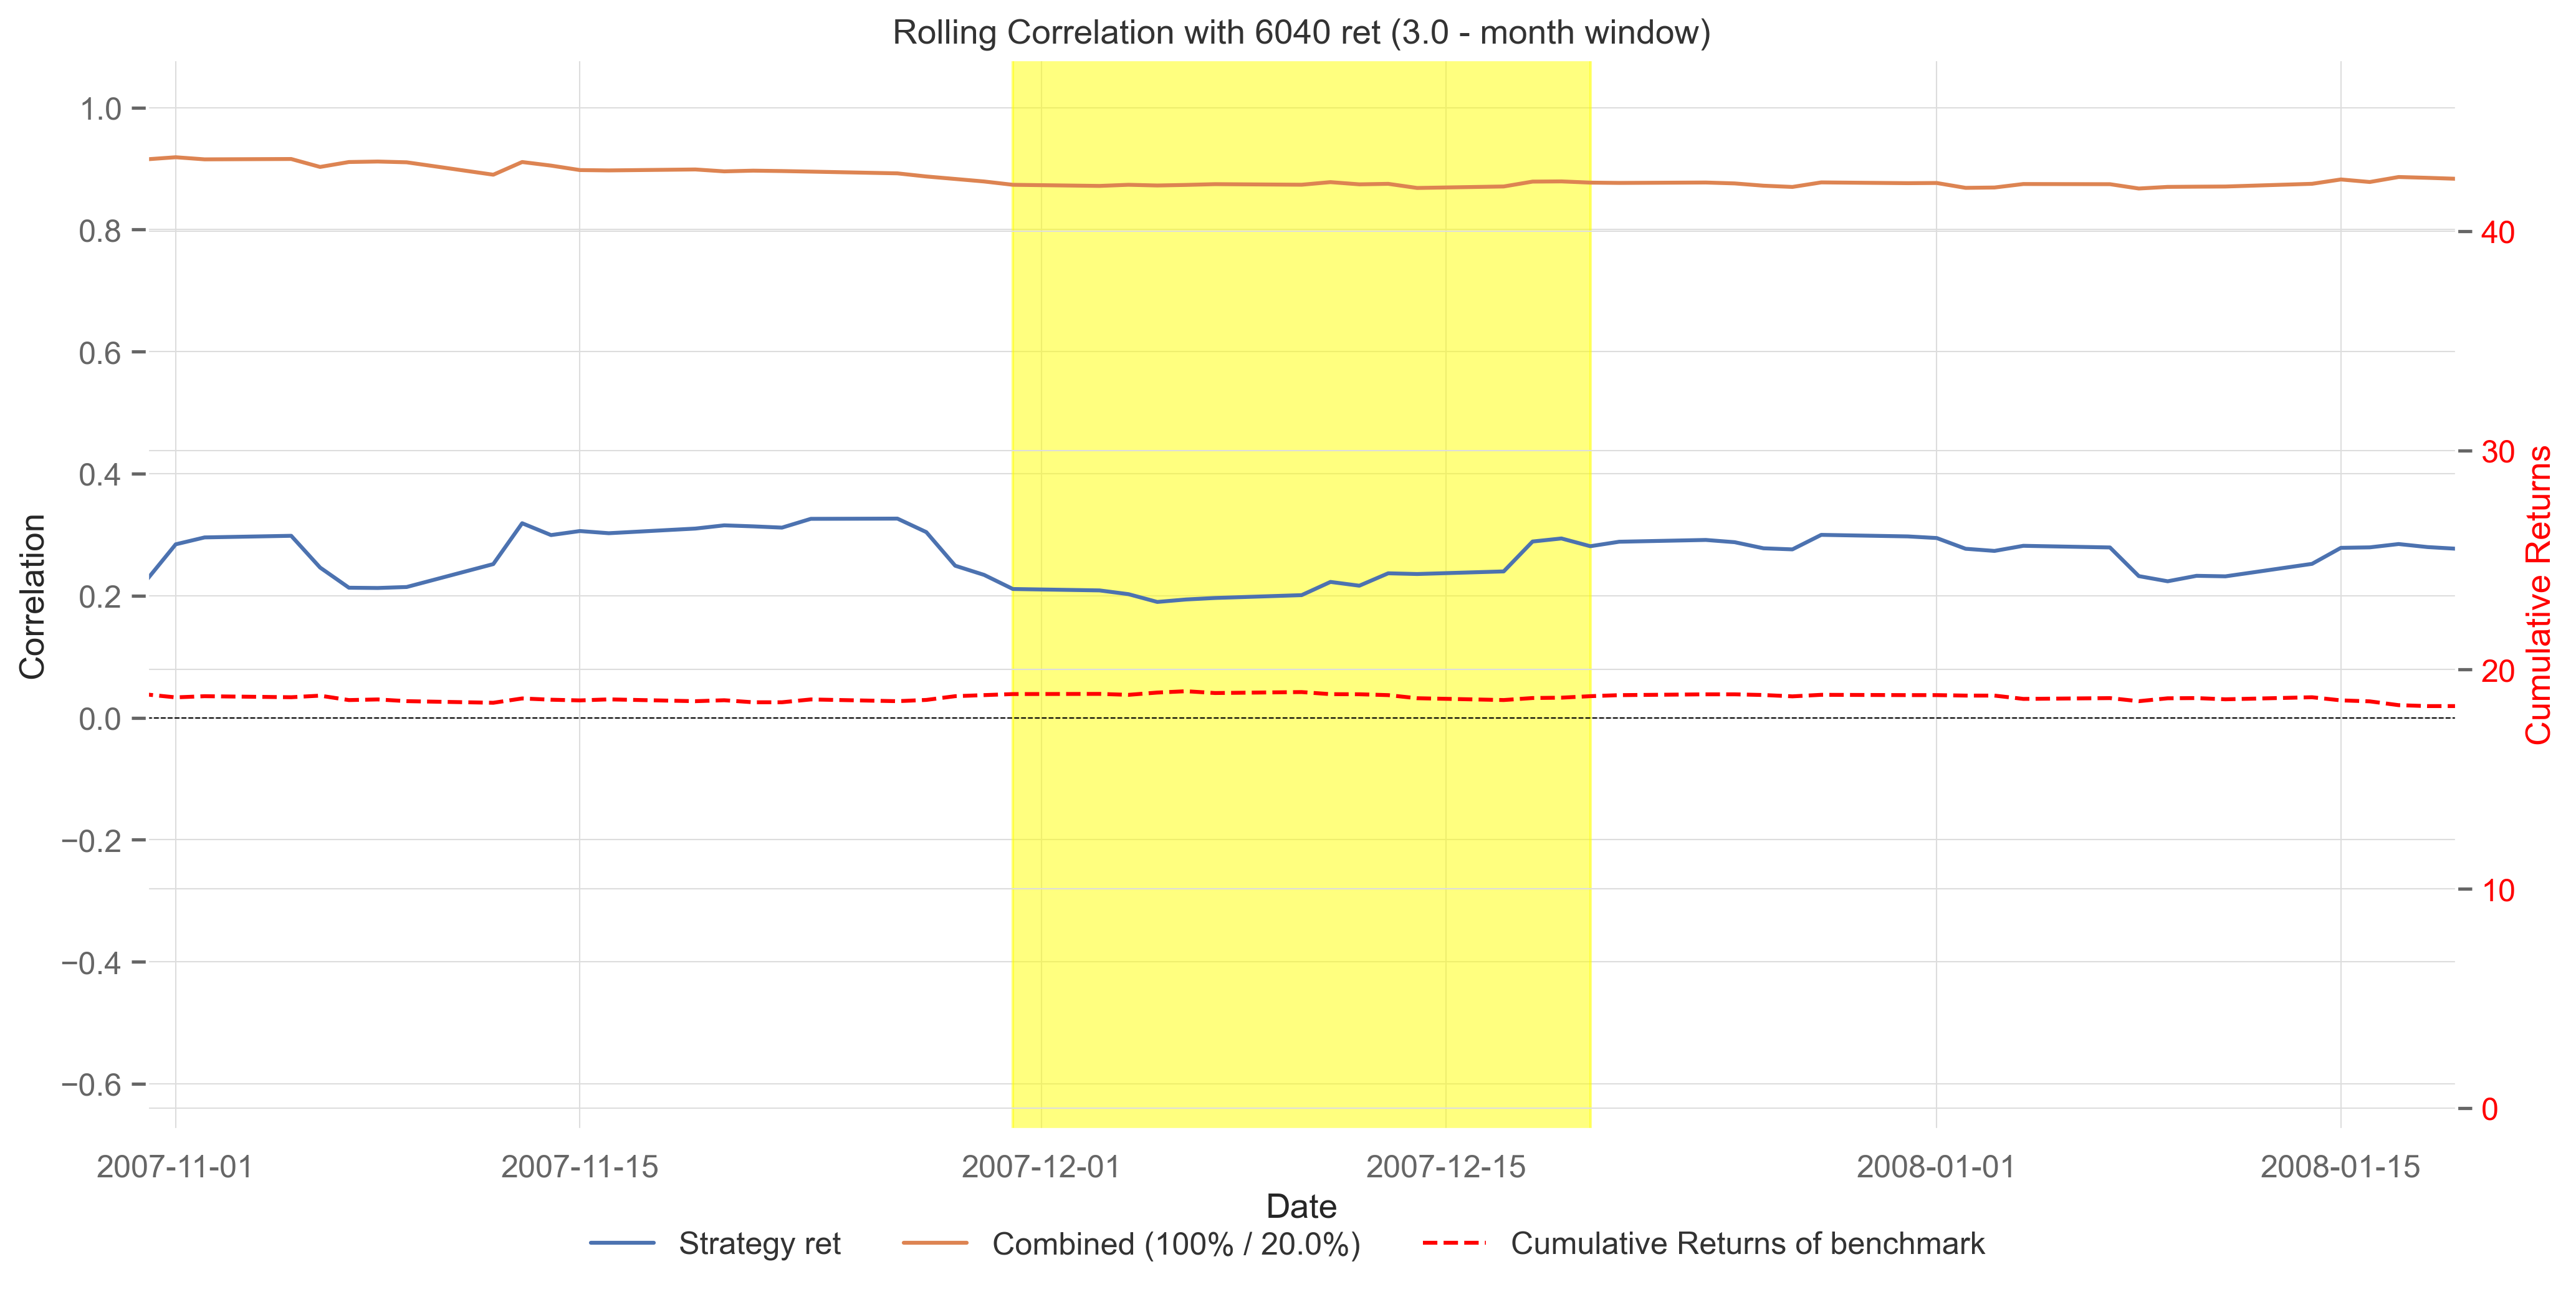 Rolling Correlation with 6040 ret (3.0 - month window)
Correlation
1.0
0.8
0.6
0.4
0.2
0.0
−0.2
−0.4
−0.6
40
30
20
10
0
Cumulative Returns
2007-11-01 2007-11-15 2007-12-01 2007-12-15 2008-01-01 2008-01-15
Date
Strategy ret Combined (100% / 20.0%) Cumulative Returns of benchmark